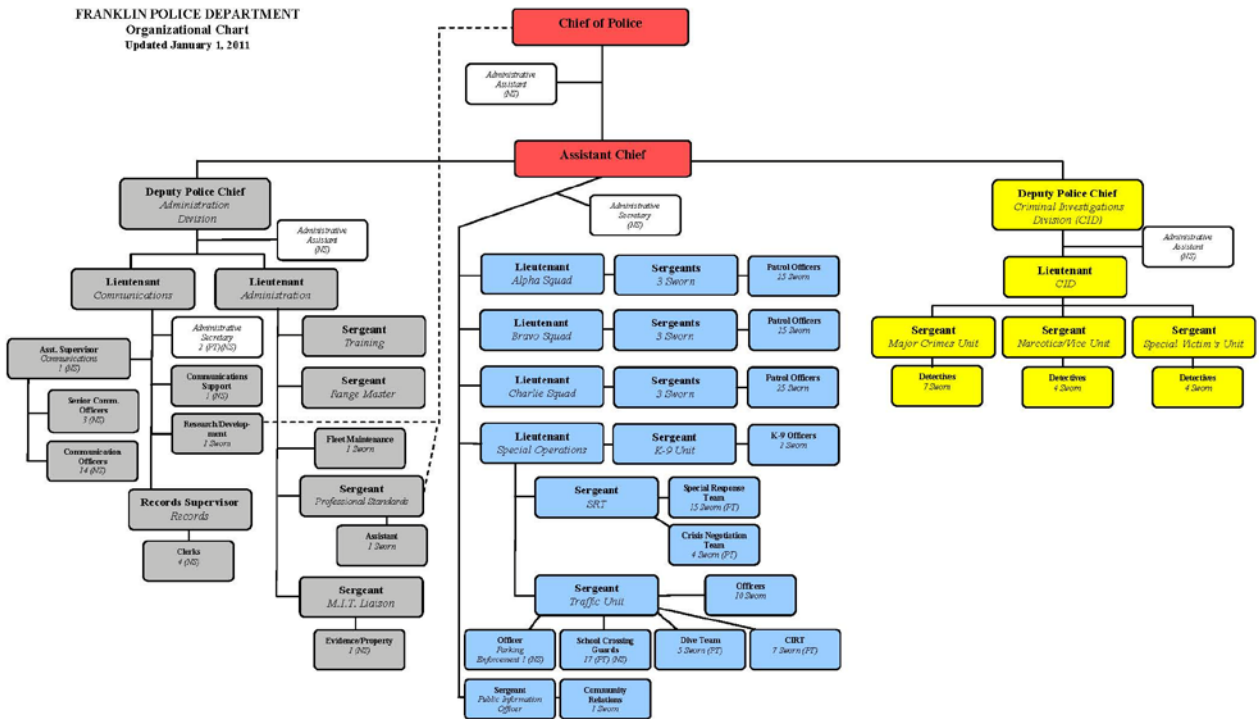 FRANKLIN POLICE DEPARTMENT
Organizational Chart
Updated January 1, 2011
Chief of Police
Administrative
Assistant
(NS)
Assistant Chief
Deputy Police Chief
Administration
Division
Administrative
Assistant
(NS)
Lieutenant
Communications
Lieutenant
Administration
Administrative
Secretary
2 (PT)(NS)
Asst. Supervisor
Communications
1 (NS)
Senior Comm.
Officers
3 (NS)
Communication
Officers
14 (NS)
Communications
Support
1 (NS)
Research/Develop-
ment
1 Sworn
Records Supervisor
Records
Clerks
4 (NS)
Sergeant
Training
Sergeant
Range Master
Fleet Maintenance
1 Sworn
Sergeant
Professional Standards
Assistant
1 Sworn
Sergeant
M.I.T. Liaison
Evidence/Property
1 (NS)
Administrative
Secretary
(NS)
Lieutenant
Alpha Squad
Sergeants
3 Sworn
Patrol Officers
25 Sworn
Lieutenant
Bravo Squad
Sergeants
3 Sworn
Patrol Officers
25 Sworn
Lieutenant
Charlie Squad
Sergeants
3 Sworn
Patrol Officers
25 Sworn
Lieutenant
Special Operations
Sergeant
K-9 Unit
K-9 Officers
1 Sworn
Sergeant
SRT
Special Response
Team
15 Sworn (PT)
Crisis Negotiation
Team
4 Sworn (PT)
Sergeant
Traffic Unit
Officers
10 Sworn
Officer
Parking
Enforcement 1 (NS)
School Crossing
Guards
17 (PT) (NS)
Dive Team
5 Sworn (PT)
CIRT
7 Sworn (PT)
Sergeant
Public Information
Officer
Community
Relations
1 Sworn
Deputy Police Chief
Criminal Investigations
Division (CID)
Administrative
Assistant
(NS)
Lieutenant
CID
Sergeant
Major Crimes Unit
Sergeant
Narcotics/Vice Unit
Sergeant
Special Victim's Unit
Detectives
7 Sworn
Detectives
4 Sworn
Detectives
4 Sworn